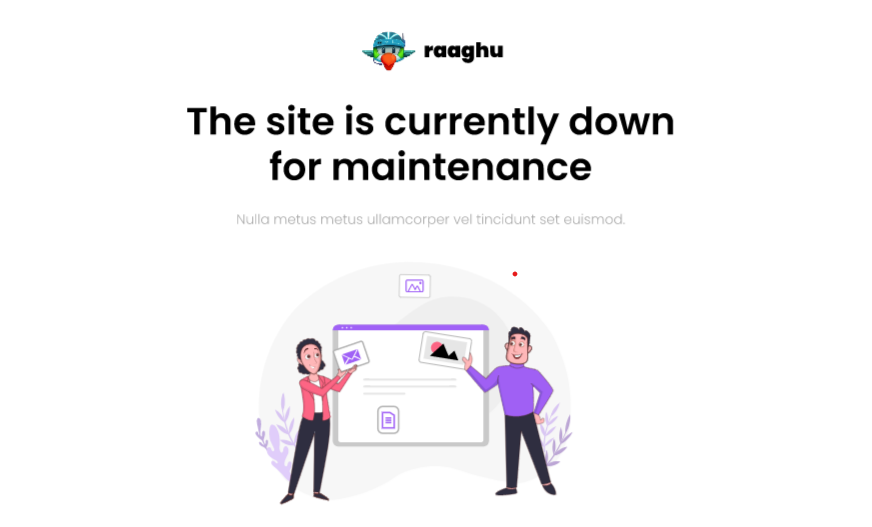 raaghu
The site is currently down
for maintenance
Nulla metus metus ullamcorper vel tincidunt set euismod.